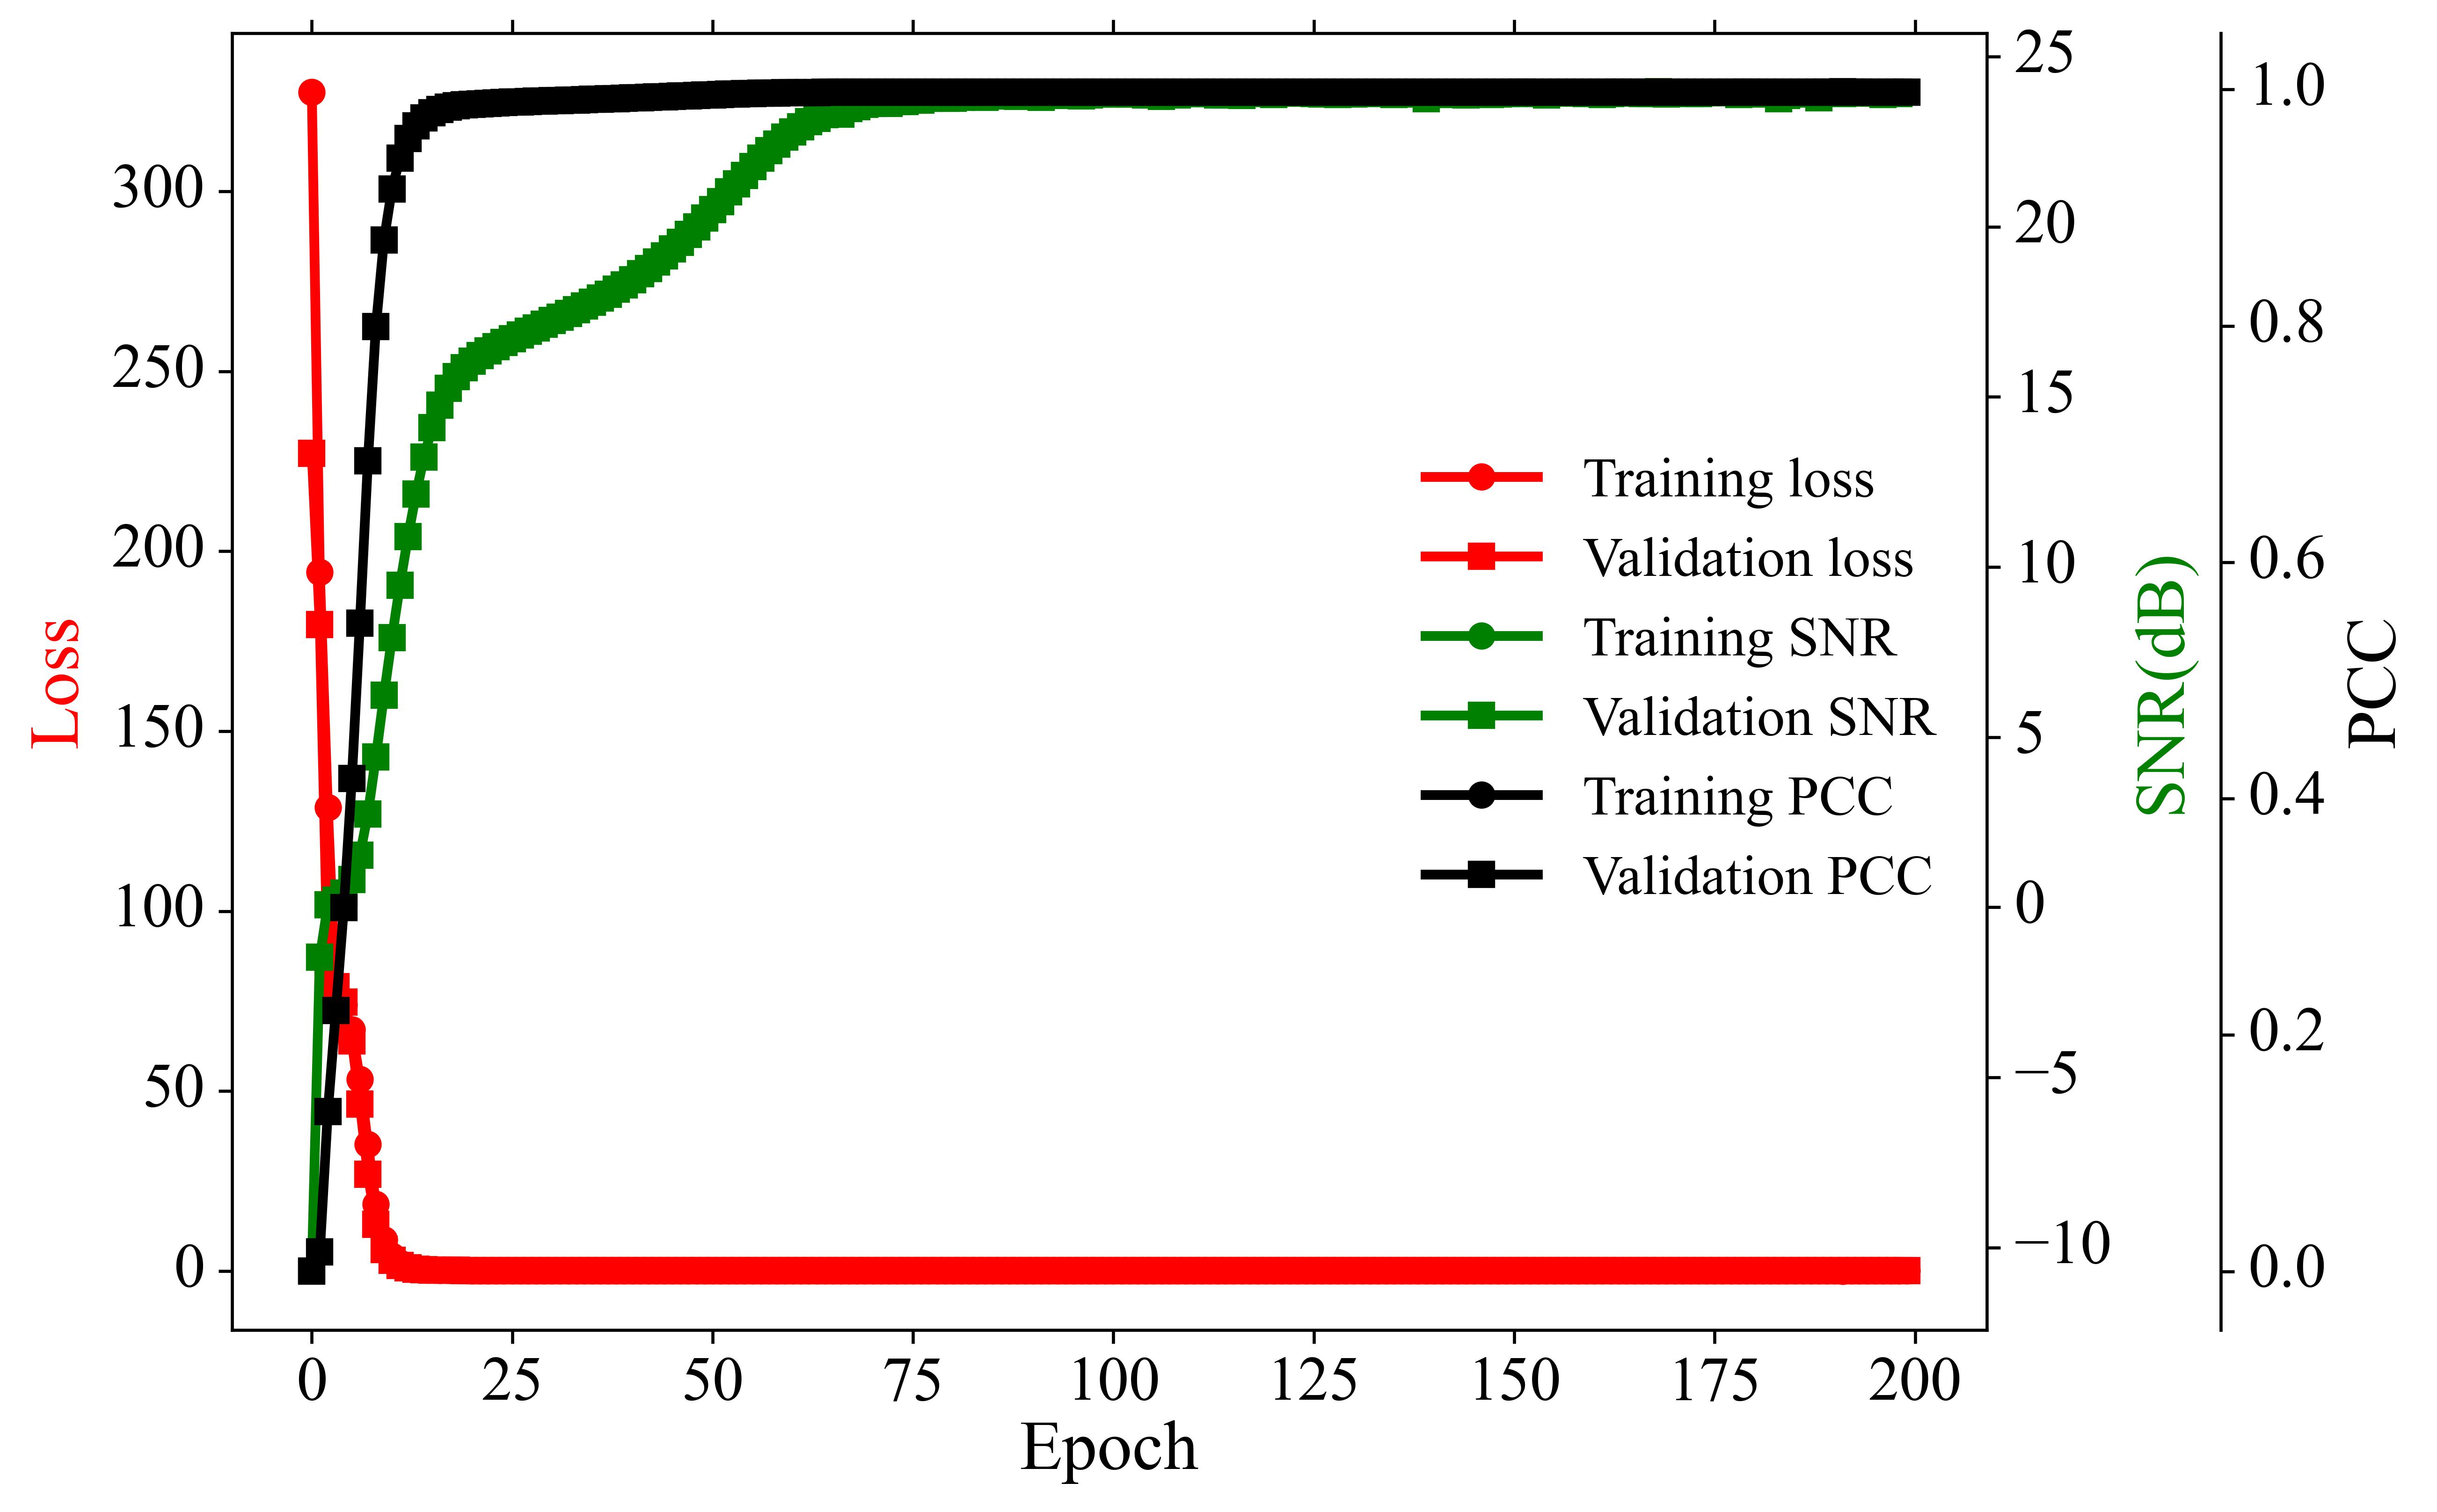 Loss
300
250
200
150
100
50
0
0 25 50 75 100 125 150 175 200
Epoch
Training loss
Validation loss
Training SNR
Validation SNR
Training PCC
Validation PCC
25
20
15
10
5
0
−5
−10
SNR(dB)
1.0
0.8
0.6
0.4
0.2
0.0
PCC